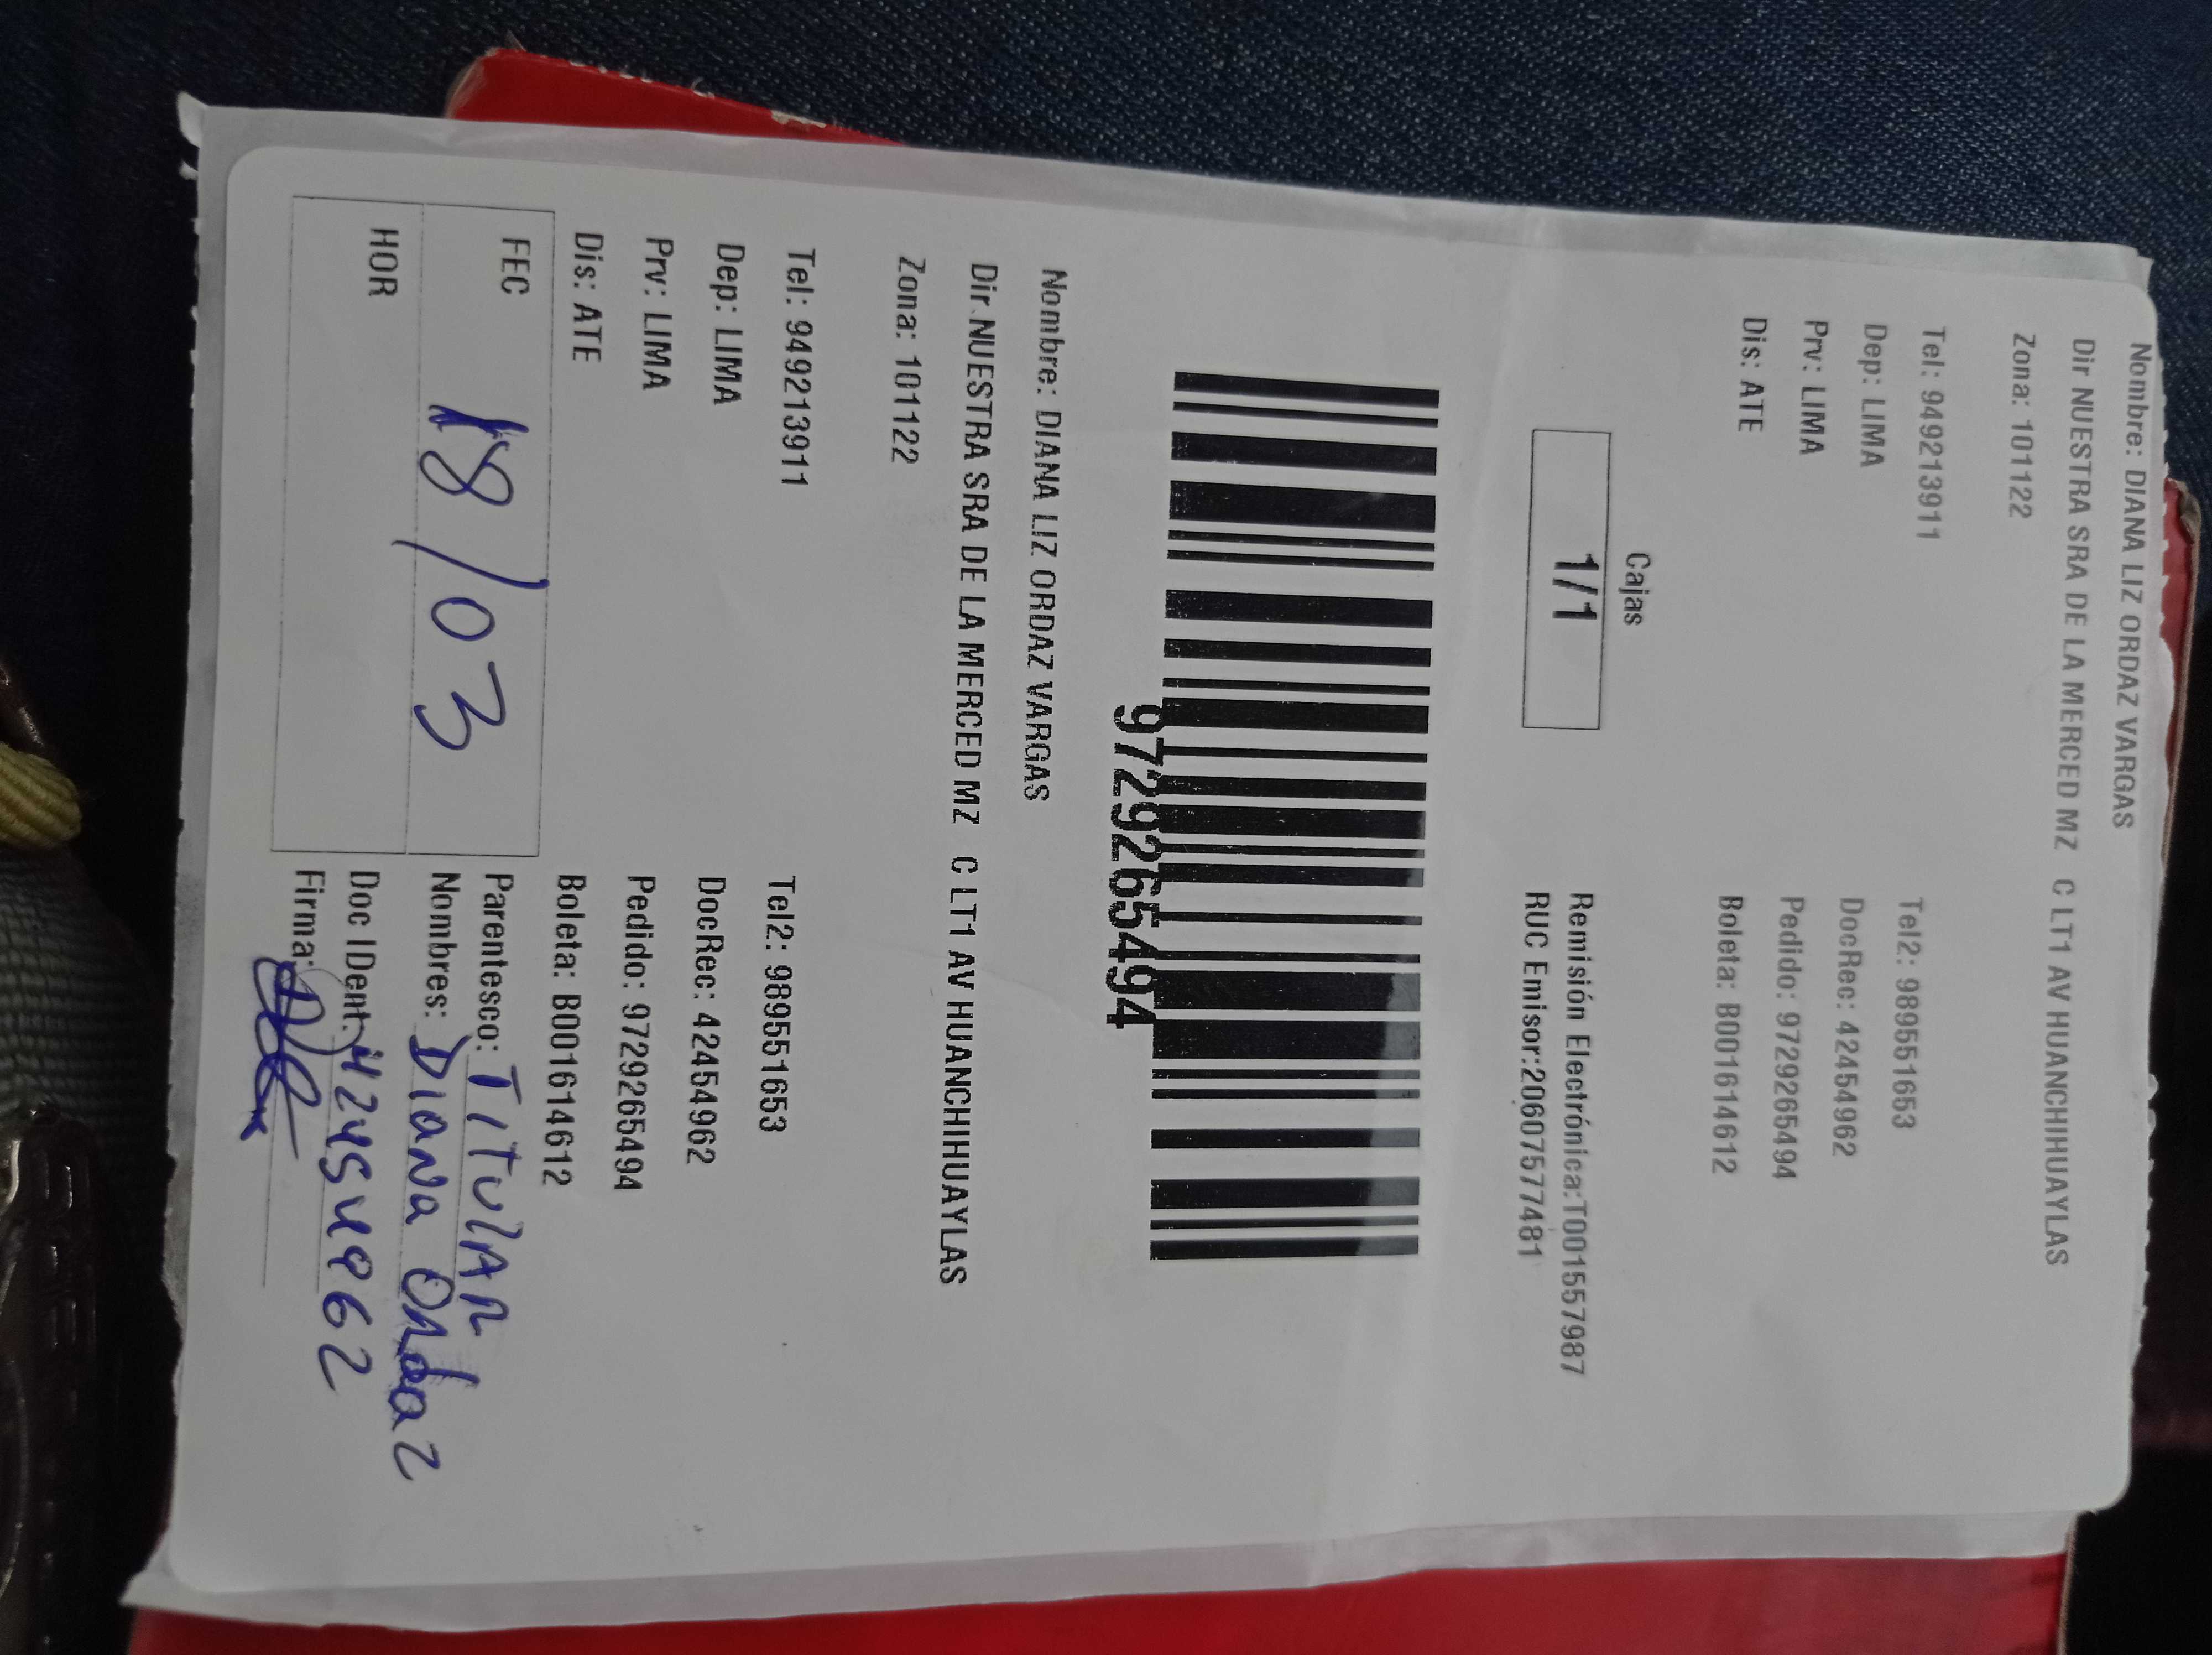 Nombre: DIANA LIZ ORDAZ VARGAS
Dir NUESTRA SRA DE LA MERCED MZ C LT1 AV HUANCHIHUAYLAS
Zona: 101122
Tel: 949213911 Tel2: 989551653
Dep: LIMA DocRec: 42454962
Prv: LIMA Pedido: 9729265494
Dis: ATE Boleta: B001614612
Cajas
1/1
Remisión Electrónica:T001557987
RUC Emisor:20607577481
9729265494
Nombre: DIANA LIZ ORDAZ VARGAS
Dir.NUESTRA SRA DE LA MERCED MZ C LT1 AV HUANCHIHUAYLAS
Zona: 101122
Tel: 949213911 Tel2: 989551653
Dep: LIMA DocRec: 42454962
Prv: LIMA Pedido: 9729265494
Dis: ATE Boleta: B001614612
FEC 18/03
HOR
Parentesco: TITULAR
Nombres: Diana Ordaz
Doc IDent: 42454962
Firma: